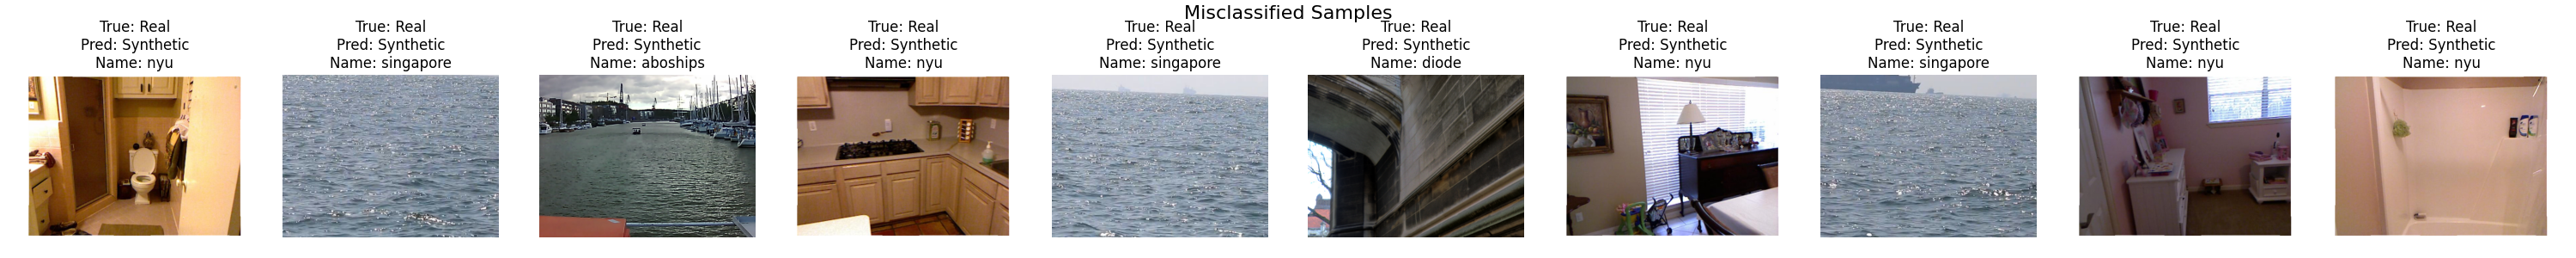 Misclassified Samples
True: Real
Pred: Synthetic
Name: nyu
True: Real
Pred: Synthetic
Name: singapore
True: Real
Pred: Synthetic
Name: aboships
True: Real
Pred: Synthetic
Name: nyu
True: Real
Pred: Synthetic
Name: singapore
True: Real
Pred: Synthetic
Name: diode
True: Real
Pred: Synthetic
Name: nyu
True: Real
Pred: Synthetic
Name: singapore
True: Real
Pred: Synthetic
Name: nyu
True: Real
Pred: Synthetic
Name: nyu